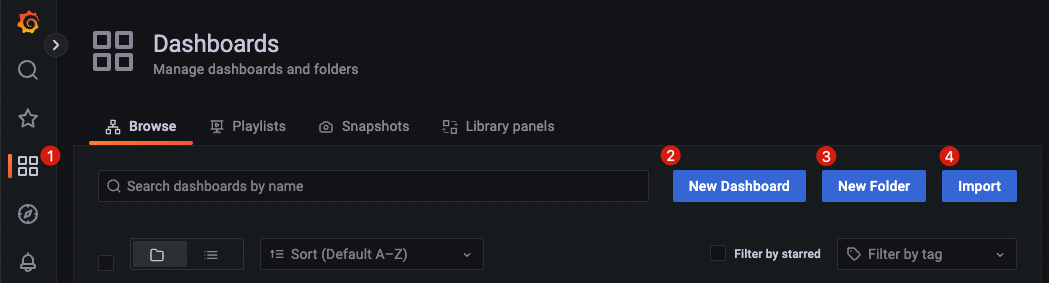 Dashboards
Manage dashboards and folders
Browse Playlists Snapshots Library panels
1 2 3 4
Search dashboards by name New Dashboard New Folder Import
Sort (Default A–Z) Filter by starred Filter by tag